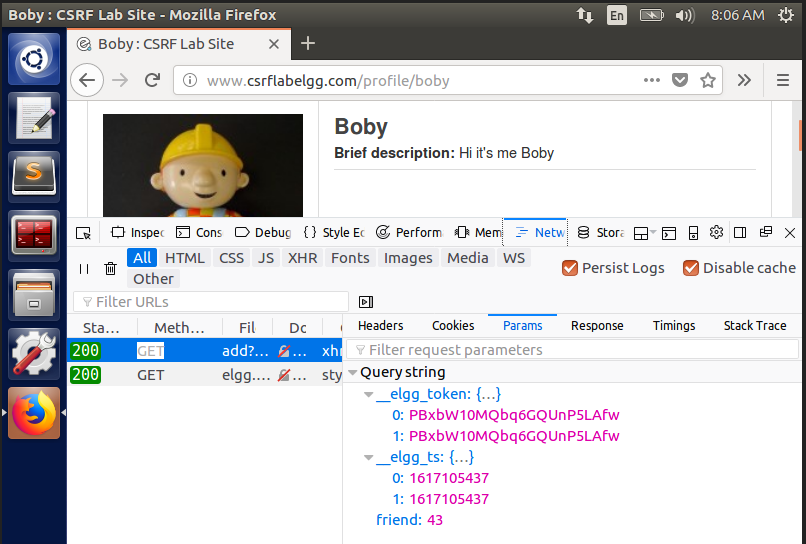 Boby : CSRF Lab Site - Mozilla Firefox En 8:06 AM
Boby : CSRF Lab Site
www.csrflabelgg.com/profile/boby
Boby
Brief description: Hi it's me Boby
Inspec Cons Debug Style Ed Perform Mem Netw Stora
All HTML CSS JS XHR Fonts Images Media WS
Other
Persist Logs Disable cache
Filter URLs
Sta... Meth... Fil Do
Headers Cookies Params Response Timings Stack Trace
200 GET add?... ... xhr
Filter request parameters
200 GET elgg.... ... sty
Query string
__elgg_token: {...}
0: PBxbW10MQbq6GQUnP5LAfw
1: PBxbW10MQbq6GQUnP5LAfw
__elgg_ts: {...}
0: 1617105437
1: 1617105437
friend: 43